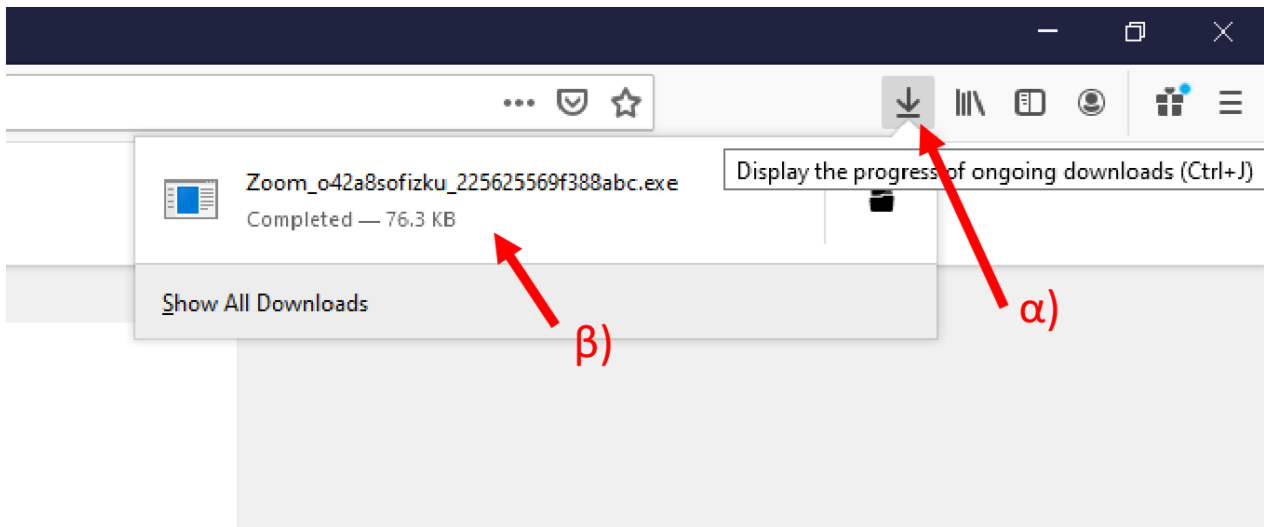 Display the progress of ongoing downloads (Ctrl+J)
Zoom_o42a8sofizku_225625569f388abc.exe
Completed — 76.3 KB
Show All Downloads
α)
β)